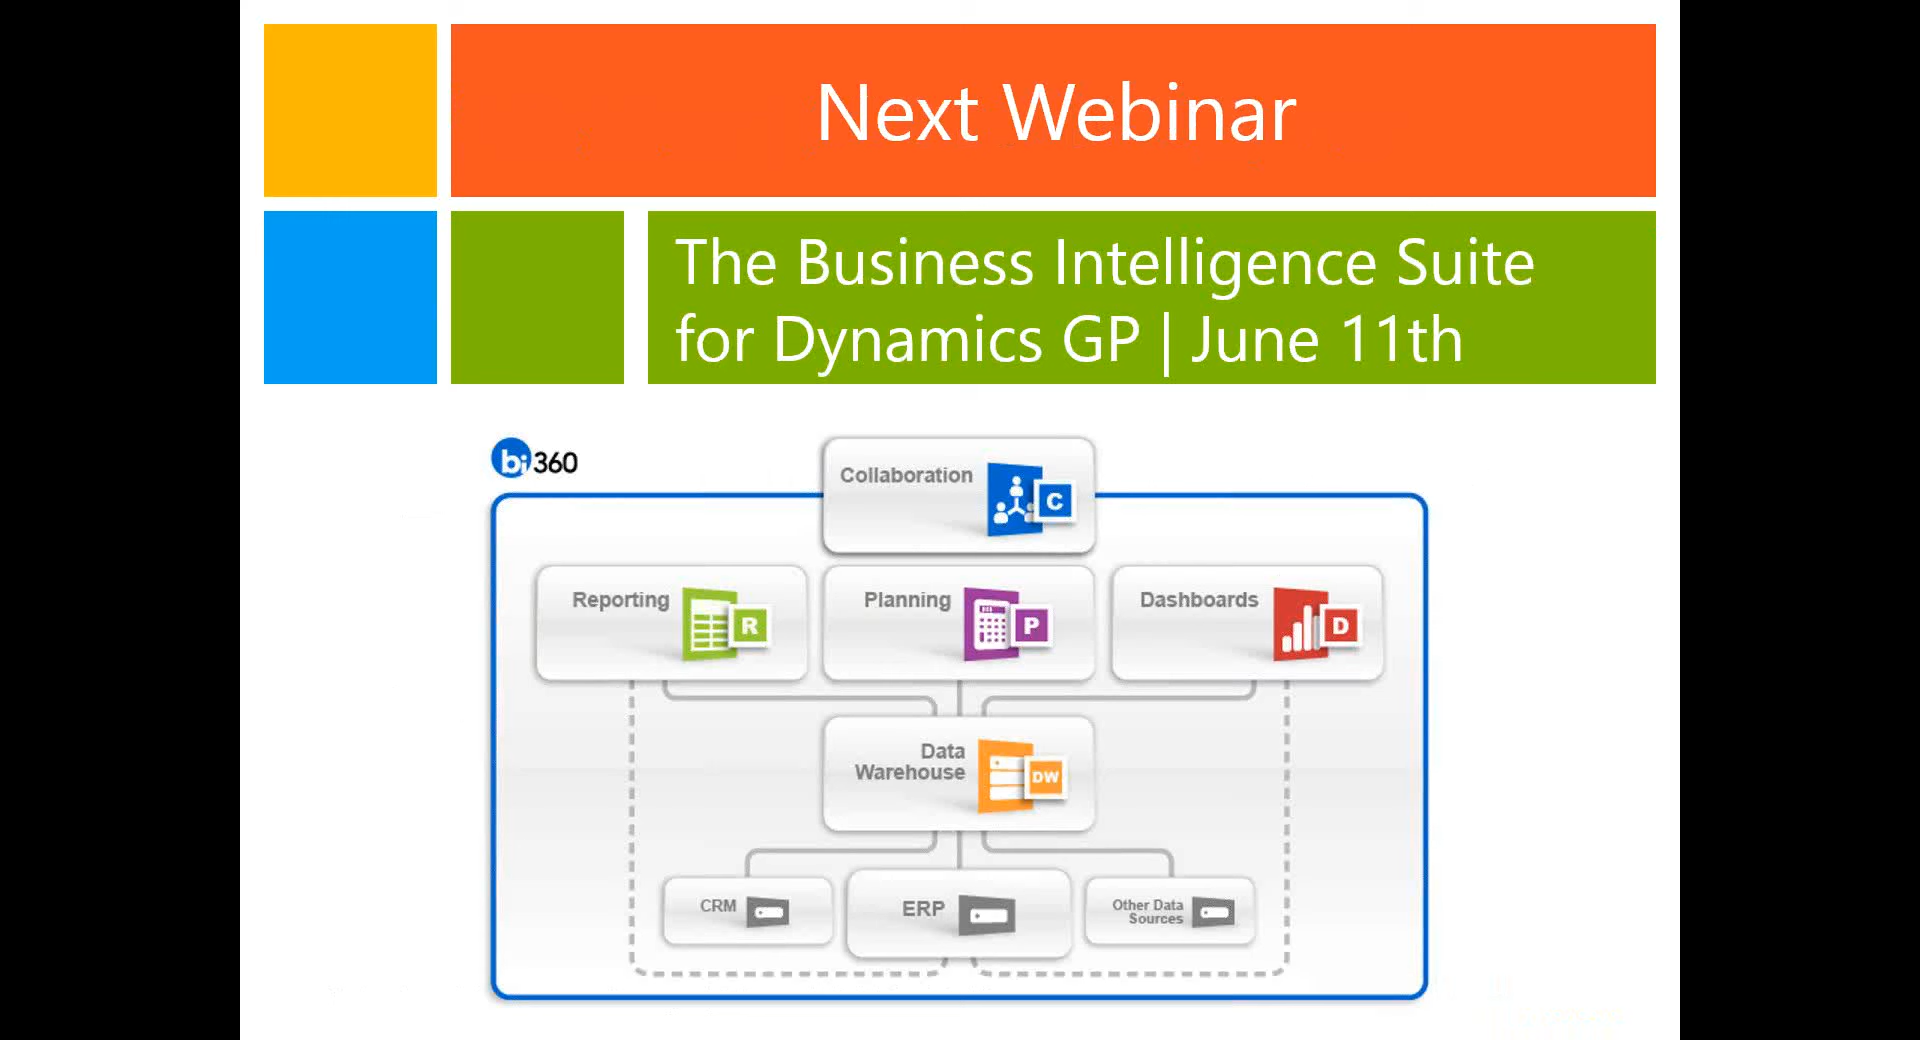 Next Webinar
The Business Intelligence Suite
for Dynamics GP | June 11th
bi360
Collaboration
C
Reporting
R
Planning
P
Dashboards
D
Data
Warehouse
DW
CRM
ERP
Other Data
Sources